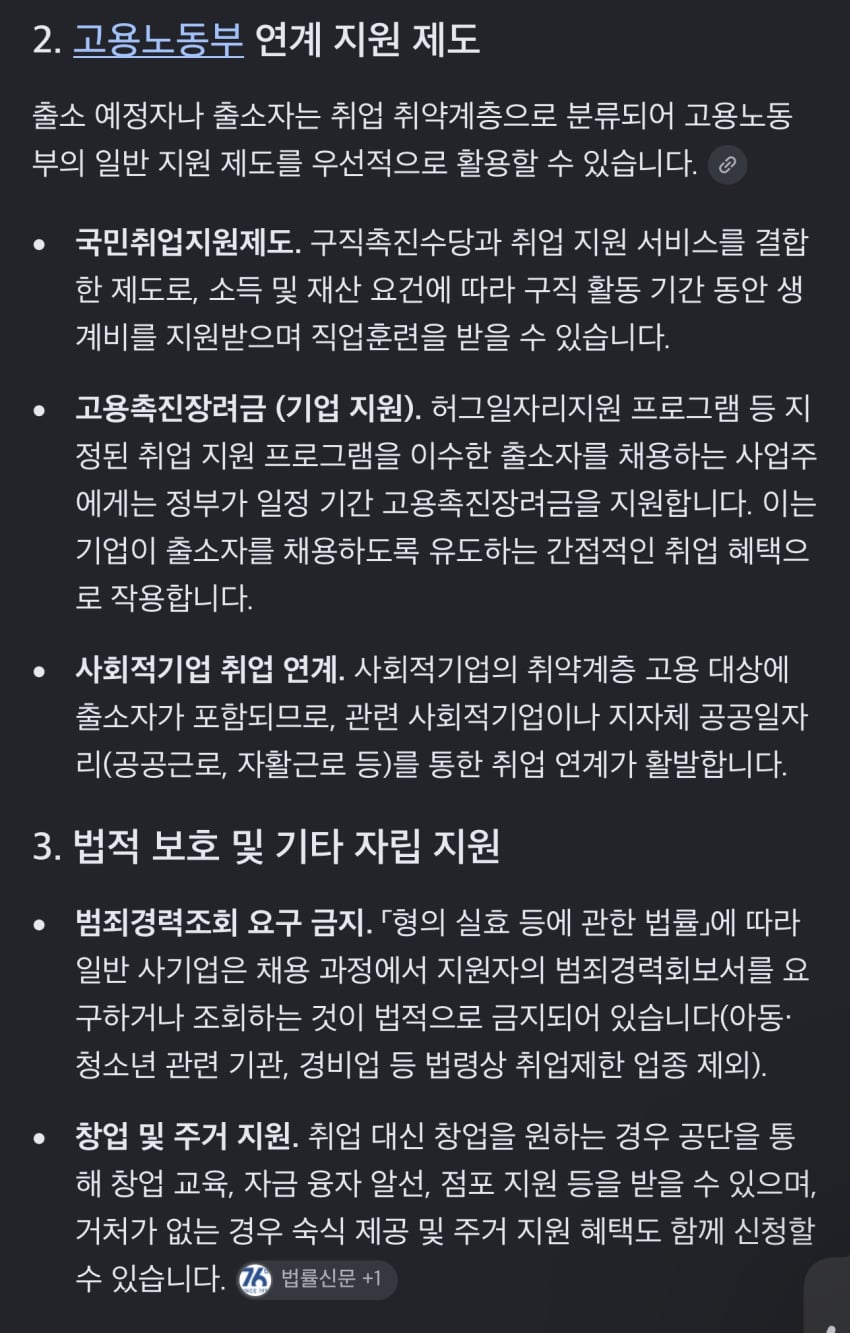 2. 고용노동부 연계 지원 제도
출소 예정자나 출소자는 취업 취약계층으로 분류되어 고용노동
부의 일반 지원 제도를 우선적으로 활용할 수 있습니다.
• 국민취업지원제도. 구직촉진수당과 취업 지원 서비스를 결합
한 제도로, 소득 및 재산 요건에 따라 구직 활동 기간 동안 생
계비를 지원받으며 직업훈련을 받을 수 있습니다.
• 고용촉진장려금 (기업 지원). 허그일자리지원 프로그램 등 지
정된 취업 지원 프로그램을 이수한 출소자를 채용하는 사업주
에게는 정부가 일정 기간 고용촉진장려금을 지원합니다. 이는
기업이 출소자를 채용하도록 유도하는 간접적인 취업 혜택으
로 작용합니다.
• 사회적기업 취업 연계. 사회적기업의 취약계층 고용 대상에
출소자가 포함되므로, 관련 사회적기업이나 지자체 공공일자
리(공공근로, 자활근로 등)를 통한 취업 연계가 활발합니다.
3. 법적 보호 및 기타 자립 지원
• 범죄경력조회 요구 금지. 「형의 실효 등에 관한 법률」에 따라
일반 사기업은 채용 과정에서 지원자의 범죄경력회보서를 요
구하거나 조회하는 것이 법적으로 금지되어 있습니다(아동·
청소년 관련 기관, 경비업 등 법령상 취업제한 업종 제외).
• 창업 및 주거 지원. 취업 대신 창업을 원하는 경우 공단을 통
해 창업 교육, 자금 융자 알선, 점포 지원 등을 받을 수 있으며,
거처가 없는 경우 숙식 제공 및 주거 지원 혜택도 함께 신청할
수 있습니다. 76 법률신문 +1